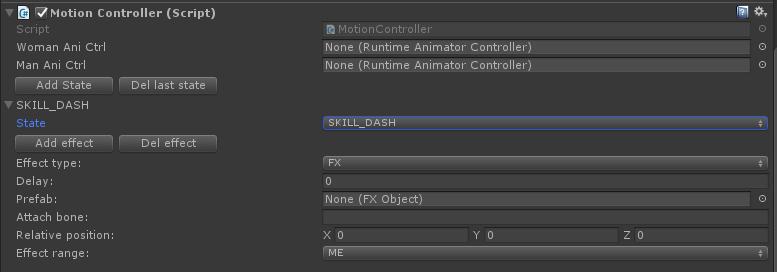 Motion Controller (Script)
Script MotionController
Woman Ani Ctrl None (Runtime Animator Controller)
Man Ani Ctrl None (Runtime Animator Controller)
Add State Del last state
SKILL_DASH
State SKILL_DASH
Add effect Del effect
Effect type: FX
Delay: 0
Prefab: None (FX Object)
Attach bone:
Relative position: X 0 Y 0 Z 0
Effect range: ME